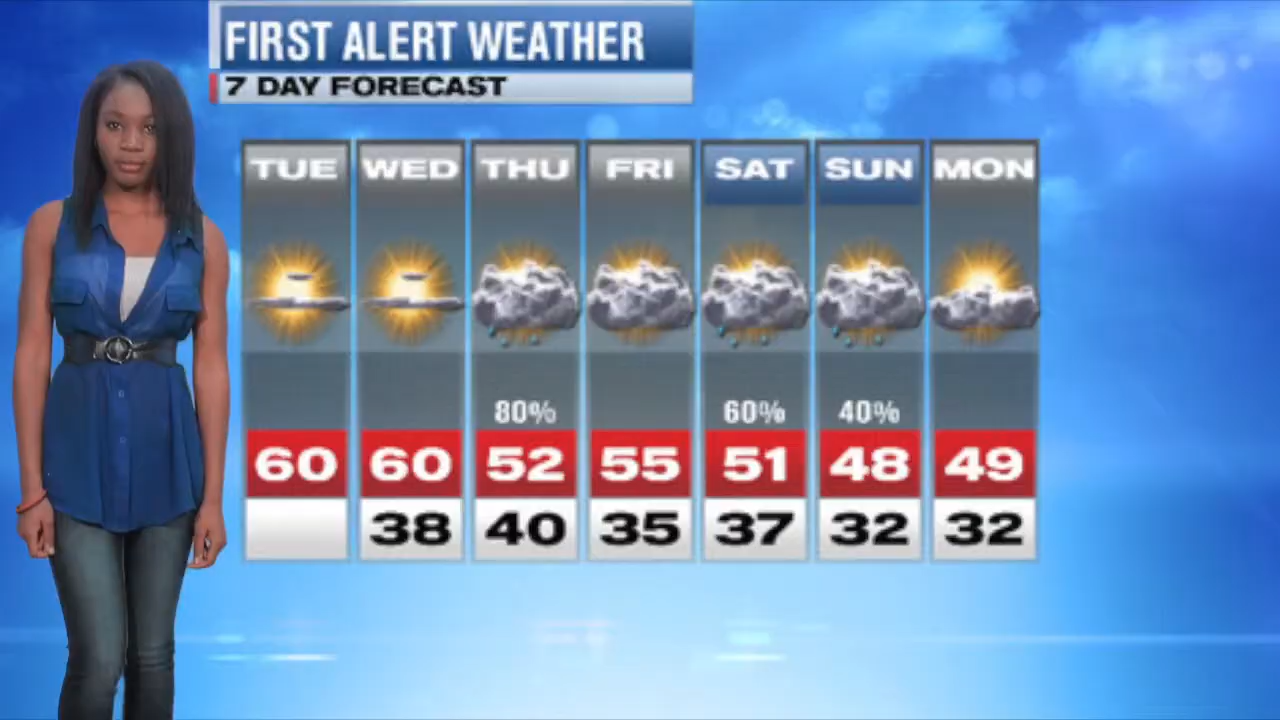 FIRST ALERT WEATHER
7 DAY FORECAST
TUE WED THU FRI SAT SUN MON
80% 60% 40%
60 60 52 55 51 48 49
38 40 35 37 32 32